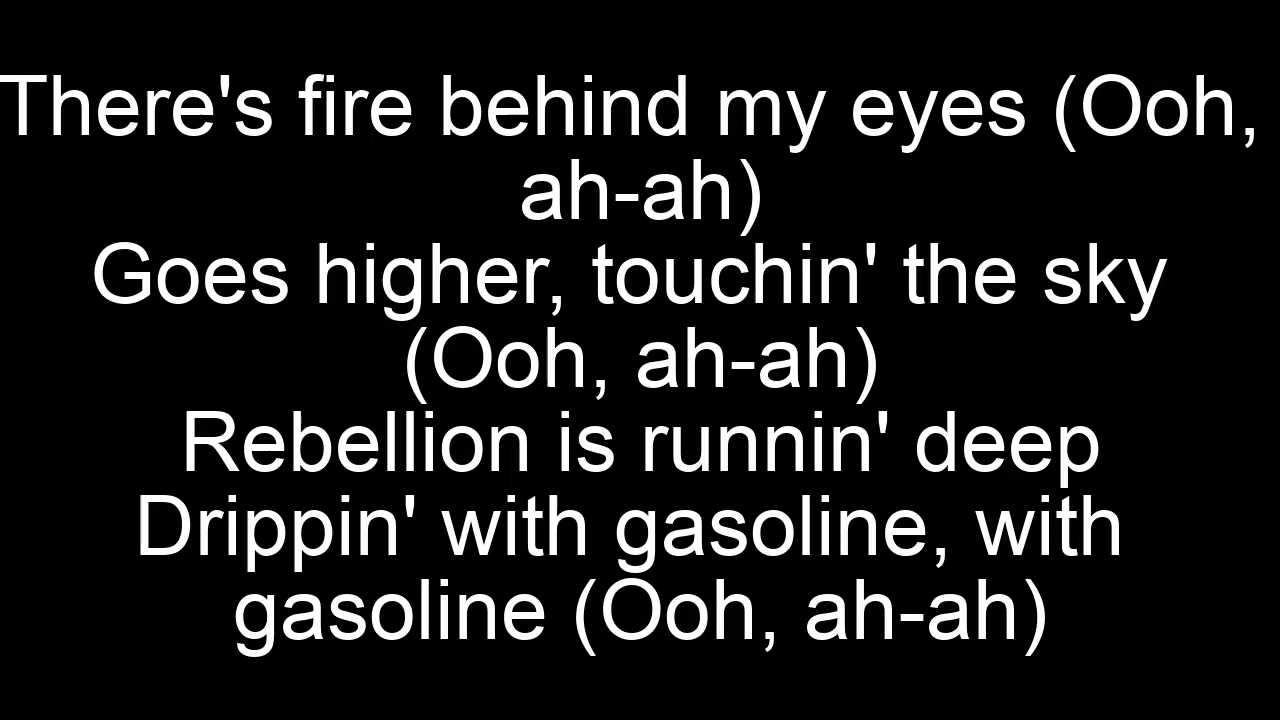 There's fire behind my eyes (Ooh,
ah-ah)
Goes higher, touchin' the sky
(Ooh, ah-ah)
Rebellion is runnin' deep
Drippin' with gasoline, with
gasoline (Ooh, ah-ah)